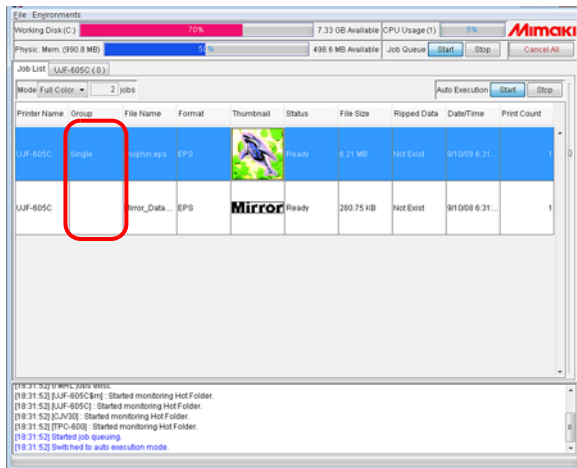 File Environments
Working Disk(C:) 70% 7.33 GB Available CPU Usage(1) 5% Mimaki
Physic. Mem. (990.8 MB) 498.6 MB Available Job Queue Start Stop Cancel All
Job List UJF-605C ( 0 )
Mode Full Color 2 jobs Auto Execution Start Stop
Printer Name Group File Name Format Thumbnail Status File Size Ripped Data Date/Time Print Count
UJF-605C Single Dolphin.eps EPS Ready 6.21 MB Not Exist 9/10/08 6:31:... 1
UJF-605C Mirror_Data... EPS Mirror Ready 280.75 kB Not Exist 9/10/08 6:31:... 1
[18:31:52] 0 MRL jobs exist.
[18:31:52] [UJF-605C$m] : Started monitoring Hot Folder.
[18:31:52] [UJF-605C] : Started monitoring Hot Folder.
[18:31:52] [CJV30] : Started monitoring Hot Folder.
[18:31:52] [TPC-600] : Started monitoring Hot Folder.
[18:31:52] Started job queuing.
[18:31:52] Switched to auto execution mode.